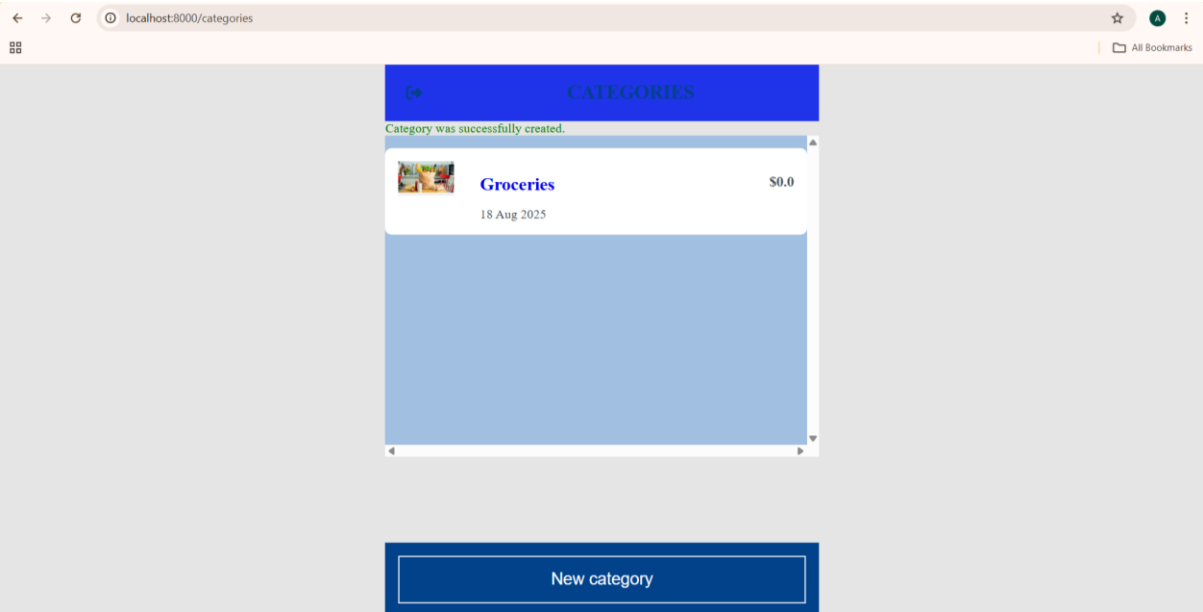 localhost:8000/categories
A
All Bookmarks
CATEGORIES
Category was successfully created.
Groceries
$0.0
18 Aug 2025
New category